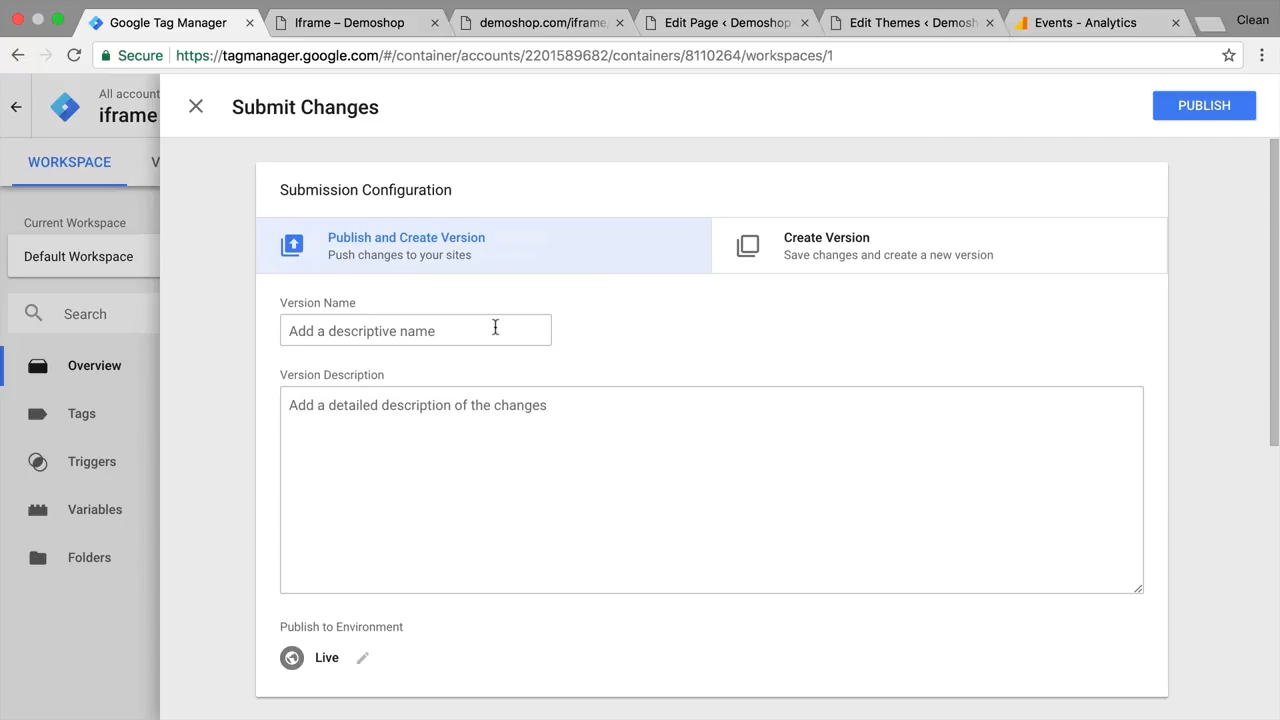 Google Tag Manager
Iframe – Demoshop
demoshop.com/iframe
Edit Page ‹ Demoshop
Edit Themes ‹ Demosh
Events - Analytics
Clean
Secure
https://tagmanager.google.com/#/container/accounts/2201589682/containers/8110264/workspaces/1
All account
iframe
Submit Changes
PUBLISH
WORKSPACE
V
Submission Configuration
Current Workspace
Default Workspace
Publish and Create Version
Push changes to your sites
Create Version
Save changes and create a new version
Search
Version Name
Add a descriptive name
Overview
Version Description
Add a detailed description of the changes
Tags
Triggers
Variables
Folders
Publish to Environment
Live